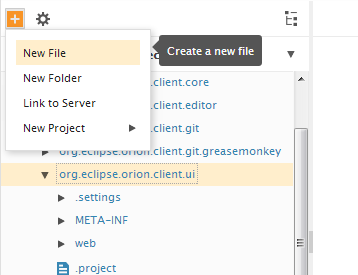 New File
Create a new file
New Folder
Link to Server
New Project
ec
.client.core
.client.editor
.client.git
org.eclipse.orion.client.git.greasemonkey
org.eclipse.orion.client.ui
.settings
META-INF
web
.project